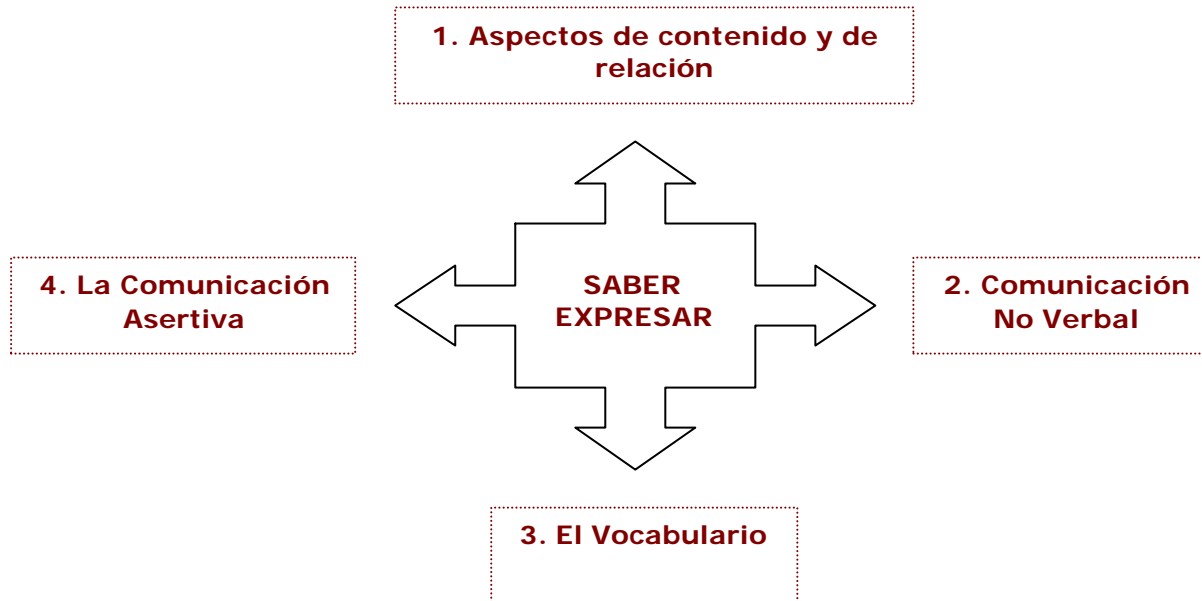 1. Aspectos de contenido y de
relación
4. La Comunicación
Asertiva
SABER
EXPRESAR
2. Comunicación
No Verbal
3. El Vocabulario